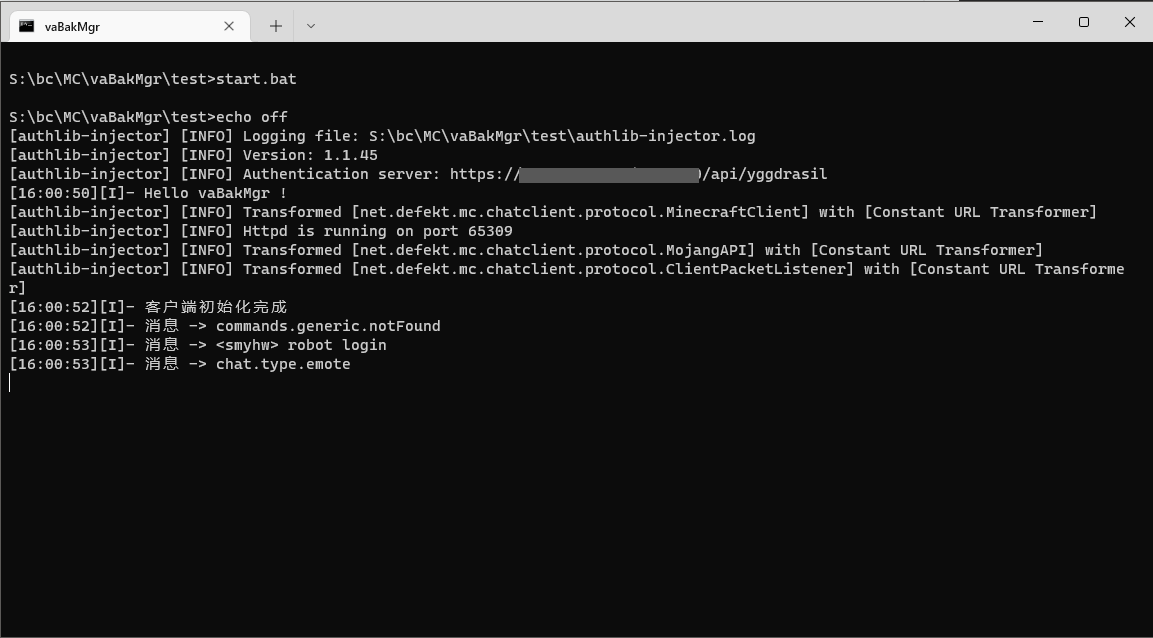 vaBakMgr
S:\bc\MC\vaBakMgr\test>start.bat
S:\bc\MC\vaBakMgr\test>echo off
[authlib-injector] [INFO] Logging file: S:\bc\MC\vaBakMgr\test\authlib-injector.log
[authlib-injector] [INFO] Version: 1.1.45
[authlib-injector] [INFO] Authentication server: https:// /api/yggdrasil
[16:00:50][I]- Hello vaBakMgr !
[authlib-injector] [INFO] Transformed [net.defekt.mc.chatclient.protocol.MinecraftClient] with [Constant URL Transformer]
[authlib-injector] [INFO] Httpd is running on port 65309
[authlib-injector] [INFO] Transformed [net.defekt.mc.chatclient.protocol.MojangAPI] with [Constant URL Transformer]
[authlib-injector] [INFO] Transformed [net.defekt.mc.chatclient.protocol.ClientPacketListener] with [Constant URL Transforme
r]
[16:00:52][I]- 客户端初始化完成
[16:00:52][I]- 消息 -> commands.generic.notFound
[16:00:53][I]- 消息 -> <smyhw> robot login
[16:00:53][I]- 消息 -> chat.type.emote